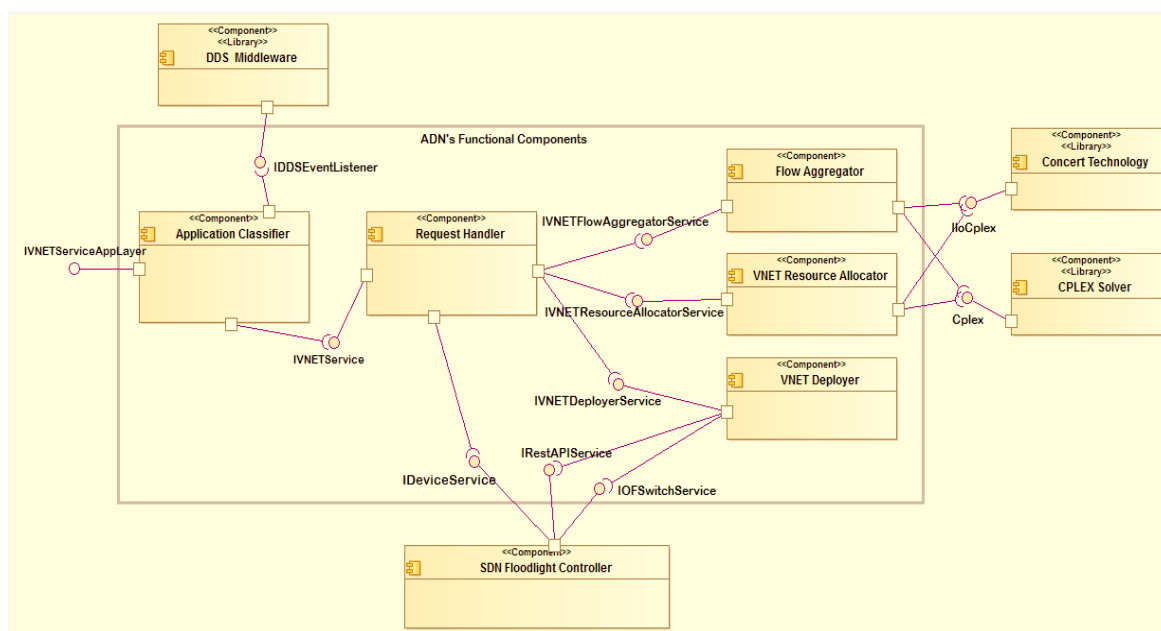 <<Component>>
<<Library>>
DDS Middleware
ADN's Functional Components
<<Component>>
<<Library>>
Concert Technology
IDDSEventListener
<<Component>>
Flow Aggregator
<<Component>>
Application Classifier
<<Component>>
Request Handler
IVNETFlowAggregatorService
IloCplex
IVNETServiceAppLayer
<<Component>>
VNET Resource Allocator
<<Component>>
<<Library>>
CPLEX Solver
IVNETResourceAllocatorService
Cplex
IVNETService
<<Component>>
VNET Deployer
IVNETDeployerService
IRestAPIService
IDeviceService
IOFSwitchService
<<Component>>
SDN Floodlight Controller